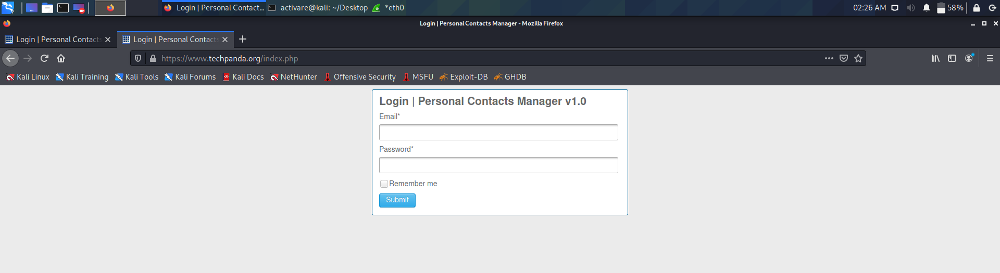 Login | Personal Contact... activare@kali: ~/Desktop *eth0 02:26 AM 58%
Login | Personal Contacts Manager - Mozilla Firefox
Login | Personal Contacts Login | Personal Contacts
https://www.techpanda.org/index.php
Kali Linux Kali Training Kali Tools Kali Forums Kali Docs NetHunter Offensive Security MSFU Exploit-DB GHDB
Login | Personal Contacts Manager v1.0
Email*
Password*
Remember me
Submit